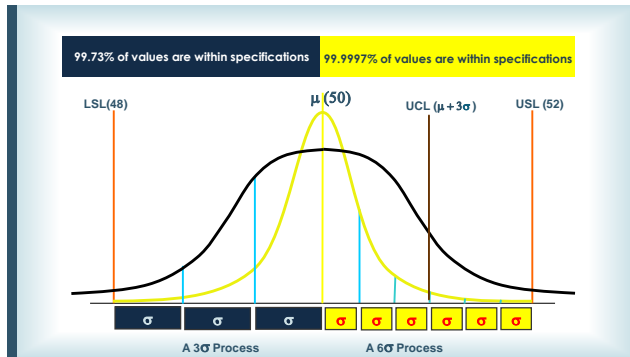 99.73% of values are within specifications
99.9997% of values are within specifications
LSL(48)
μ (50)
UCL (μ + 3σ)
USL (52)
σ σ σ σ σ σ σ σ σ
A 3σ Process
A 6σ Process